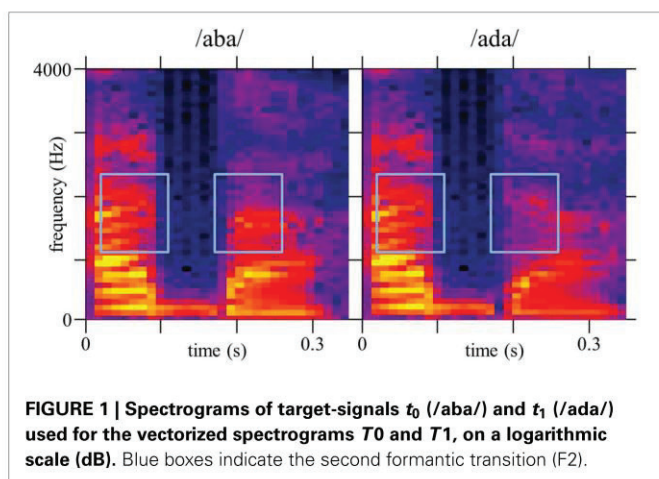 /aba/ /ada/
4000
frequency (Hz)
0
0 0.3 0 0.3
time (s) time (s)
FIGURE 1 | Spectrograms of target-signals t0 (/aba/) and t1 (/ada/)
used for the vectorized spectrograms T0 and T1, on a logarithmic
scale (dB). Blue boxes indicate the second formantic transition (F2).